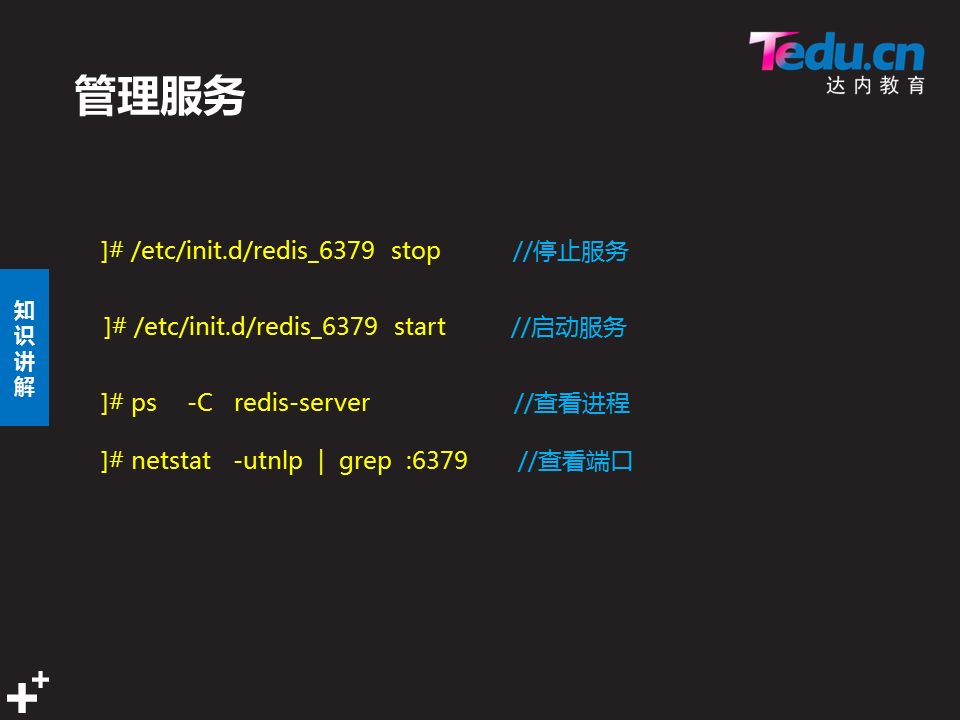 Tedu.cn
达内教育
管理服务
]# /etc/init.d/redis_6379 stop //停止服务
]# /etc/init.d/redis_6379 start //启动服务
知识讲解
]# ps -C redis-server //查看进程
]# netstat -utnlp | grep :6379 //查看端口